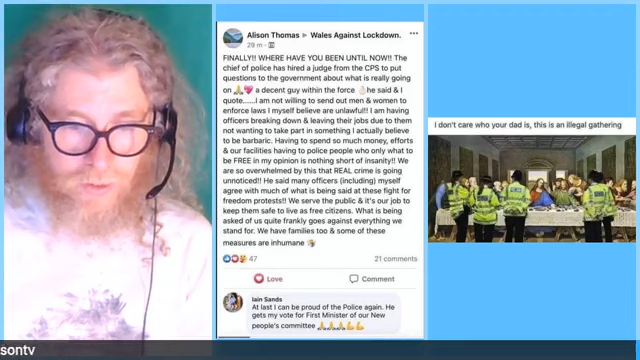 Alison Thomas ▸ Wales Against Lockdown.
29 m
FINALLY!! WHERE HAVE YOU BEEN UNTIL NOW!! The
chief of police has hired a judge from the CPS to put
questions to the government about what is really going
on 🙏💖 a decent guy within the force 👌🏻he said & I
quote......I am not willing to send out men & women to
enforce laws I myself believe are unlawful!! I am having
officers breaking down & leaving their jobs due to them
not wanting to take part in something I actually believe
to be barbaric. Having to spend so much money, efforts
& our facilities having to police people who only what to
be FREE in my opinion is nothing short of insanity!! We
are so overwhelmed by this that REAL crime is going
unnoticed!! He said many officers (including) myself
agree with much of what is being said at these fight for
freedom protests!! We serve the public & it's our job to
keep them safe to live as free citizens. What is being
asked of us quite frankly goes against everything we
stand for. We have families too & some of these
measures are inhumane
47
21 comments
Love
Comment
Iain Sands
At last I can be proud of the Police again. He
gets my vote for First Minister of our New
people's committee 🙏🙏🙏💪💪
I don't care who your dad is, this is an illegal gathering
sontv